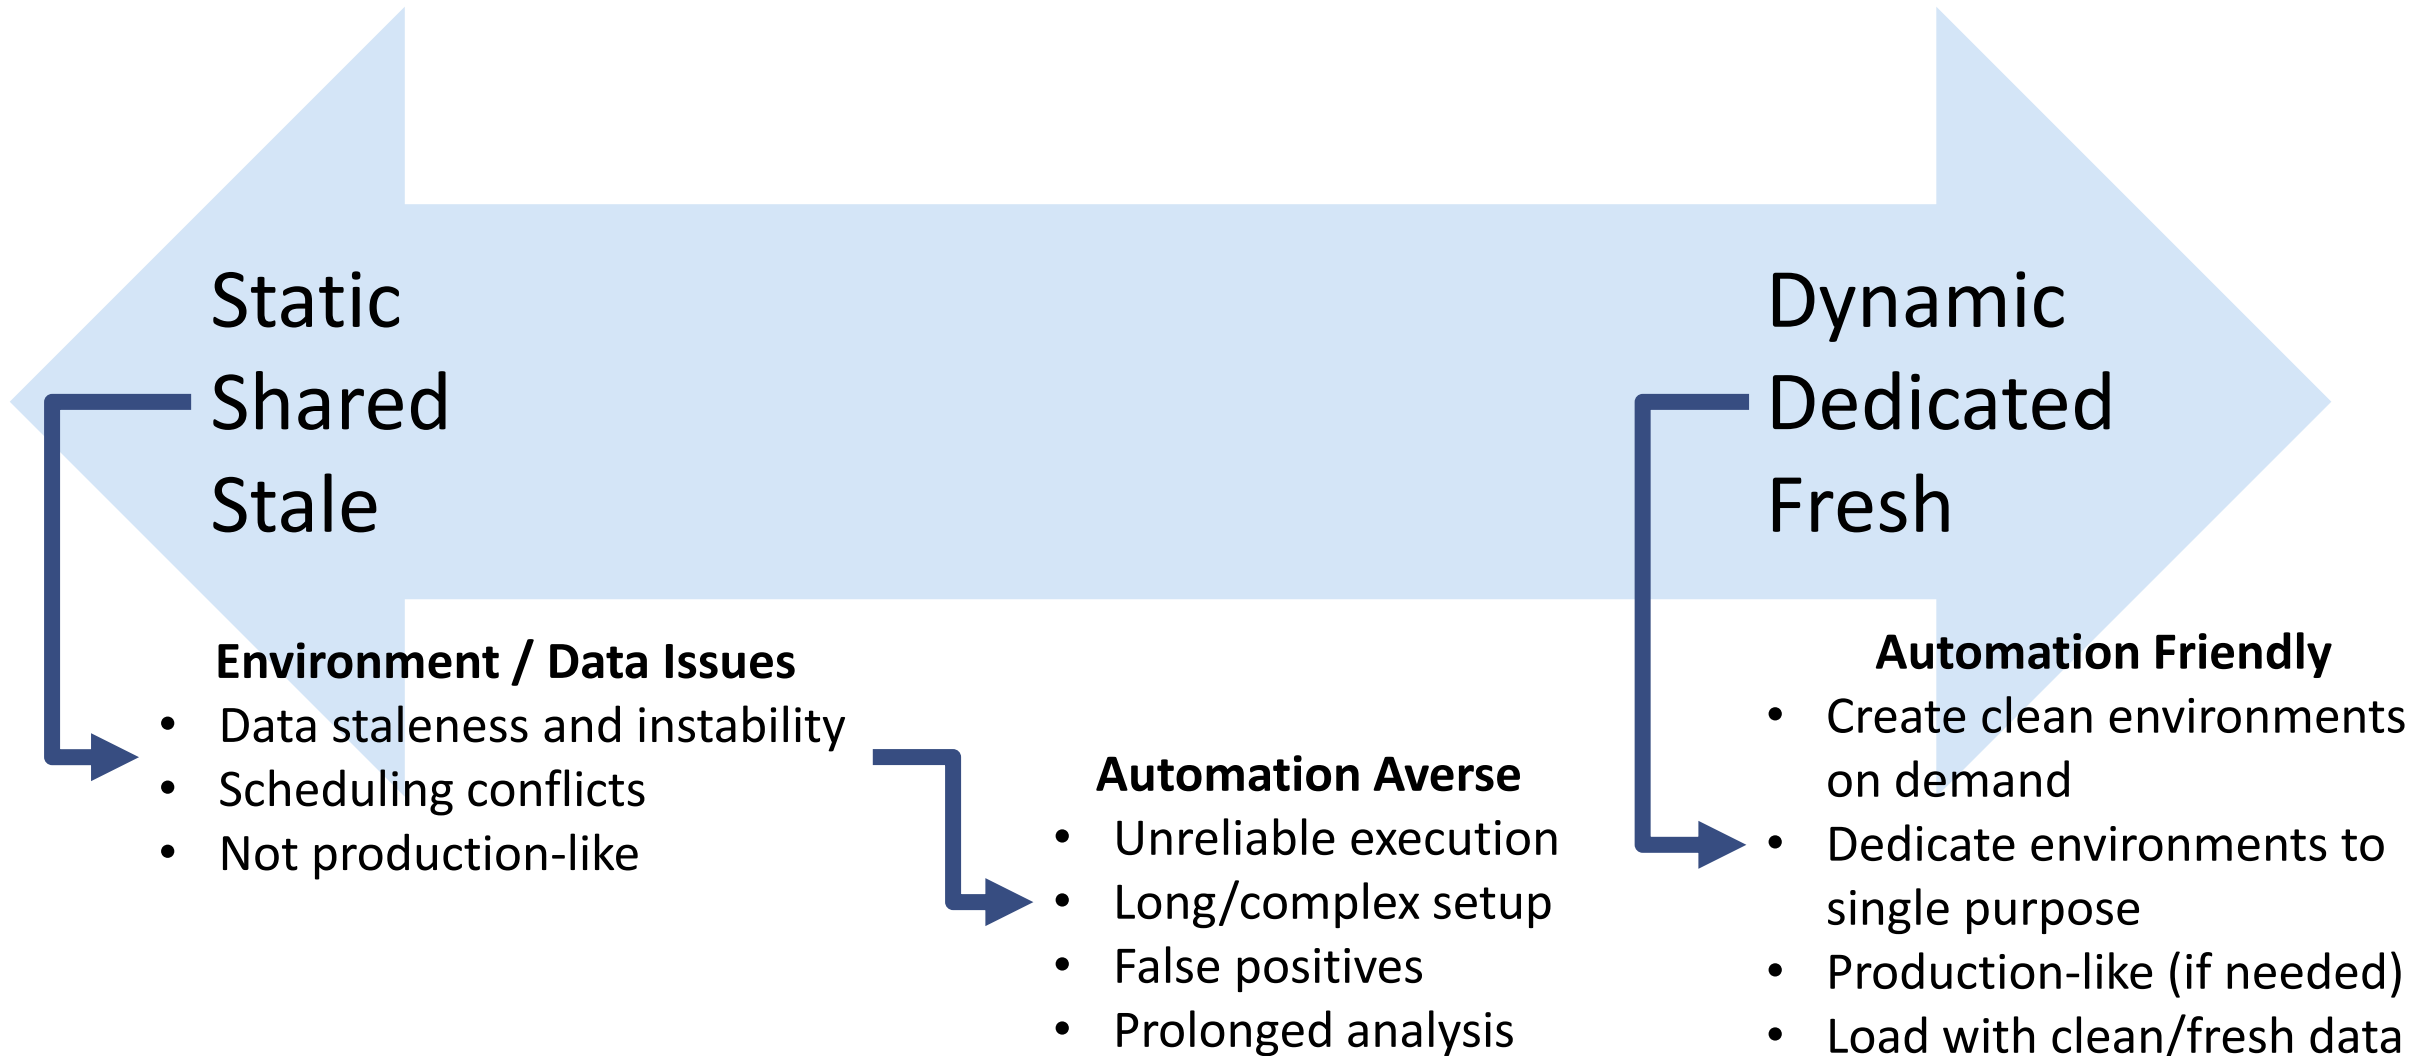 Static
Shared
Stale
Dynamic
Dedicated
Fresh
Environment / Data Issues
• Data staleness and instability
• Scheduling conflicts
• Not production-like
Automation Averse
• Unreliable execution
• Long/complex setup
• False positives
• Prolonged analysis
Automation Friendly
• Create clean environments
on demand
• Dedicate environments to
single purpose
• Production-like (if needed)
• Load with clean/fresh data